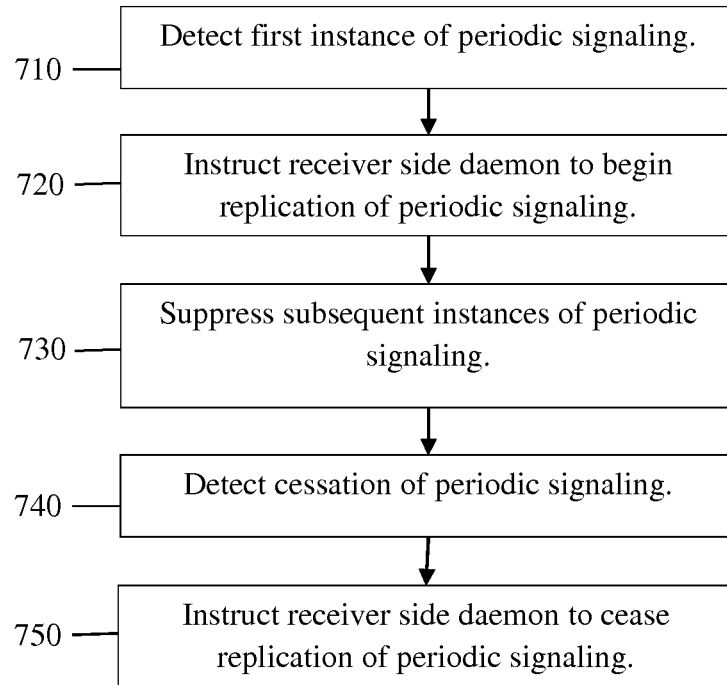 710
Detect first instance of periodic signaling.
720
Instruct receiver side daemon to begin
replication of periodic signaling.
730
Suppress subsequent instances of periodic
signaling.
740
Detect cessation of periodic signaling.
750
Instruct receiver side daemon to cease
replication of periodic signaling.